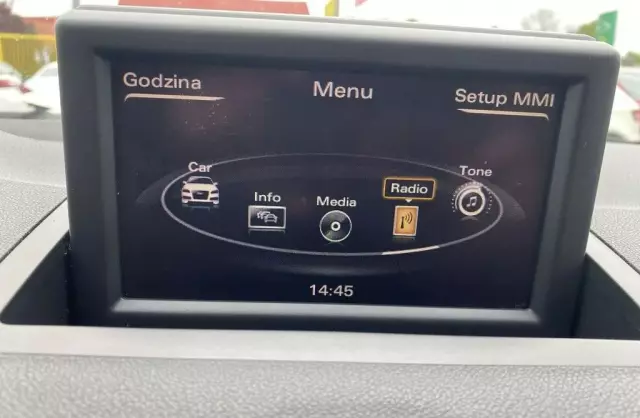 Godzina
Menu
Setup MMI
Car
Info
Media
Radio
Tone
14:45